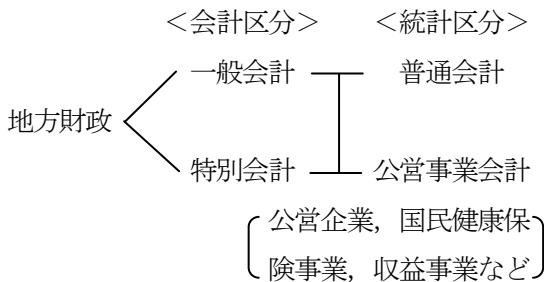 <会計区分> <統計区分>
一般会計 普通会計
地方財政
特別会計 公営事業会計
公営企業,国民健康保
険事業,収益事業など